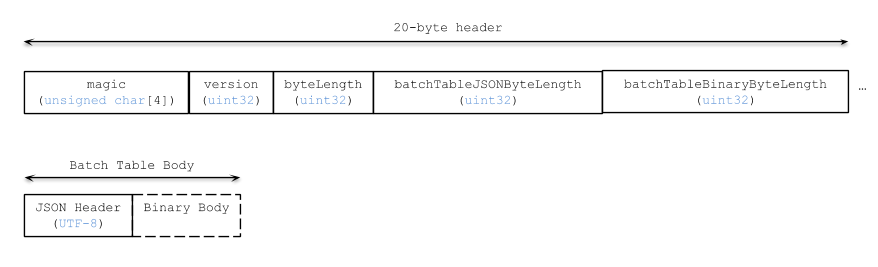 20-byte header
magic version byteLength batchTableJSONByteLength batchTableBinaryByteLength …
(unsigned char[4]) (uint32) (uint32) (uint32) (uint32)
Batch Table Body
JSON Header Binary Body
(UTF-8)